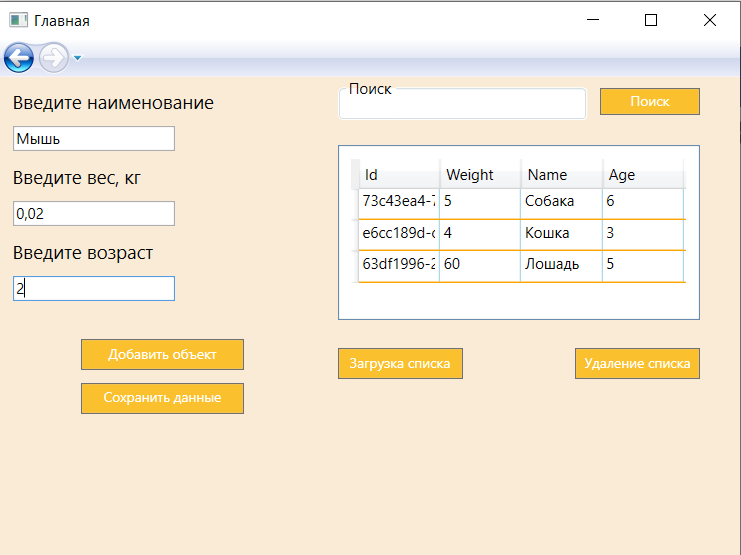 Главная
Введите наименование
Мышь
Введите вес, кг
0,02
Введите возраст
2
Добавить объект
Сохранить данные
Поиск
Поиск
Id Weight Name Age
73c43ea4-7 5 Собака 6
e6cc189d-c 4 Кошка 3
63df1996-2 60 Лошадь 5
Загрузка списка
Удаление списка